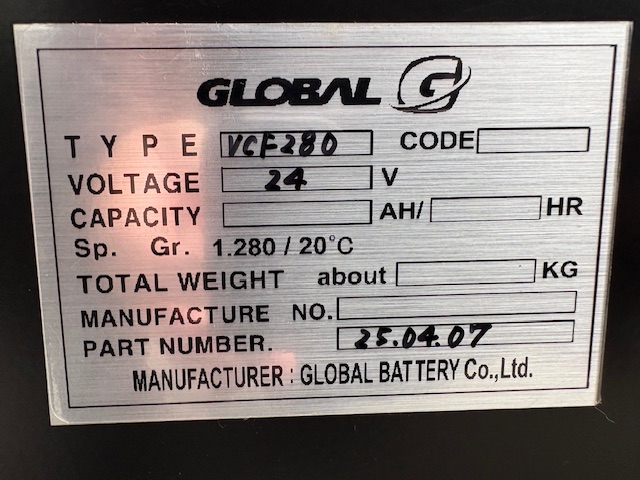 GLOBAL G
TYPE VCF280 CODE
VOLTAGE 24 V
CAPACITY AH/ HR
Sp. Gr. 1.280 / 20°C
TOTAL WEIGHT about KG
MANUFACTURE NO.
PART NUMBER. 25.04.07
MANUFACTURER : GLOBAL BATTERY Co.,Ltd.